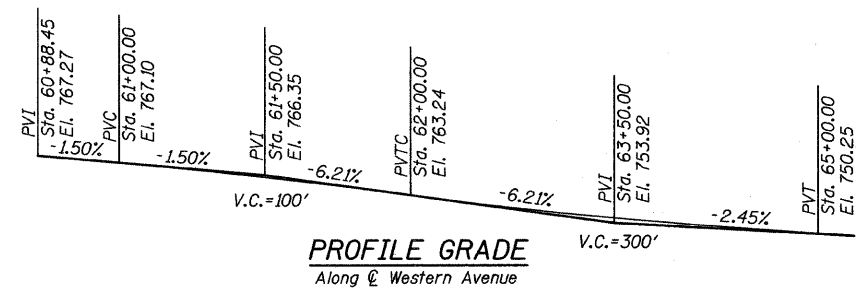 PVI
Sta. 60+88.45
El. 767.27
PVC
Sta. 61+00.00
El. 767.10
PVI
Sta. 61+50.00
El. 766.35
PVTC
Sta. 62+00.00
El. 763.24
PVI
Sta. 63+50.00
El. 753.92
PVT
Sta. 65+00.00
El. 750.25
-1.50%
-1.50%
-6.21%
-6.21%
-2.45%
V.C.=100'
V.C.=300'
PROFILE GRADE
Along ℄ Western Avenue